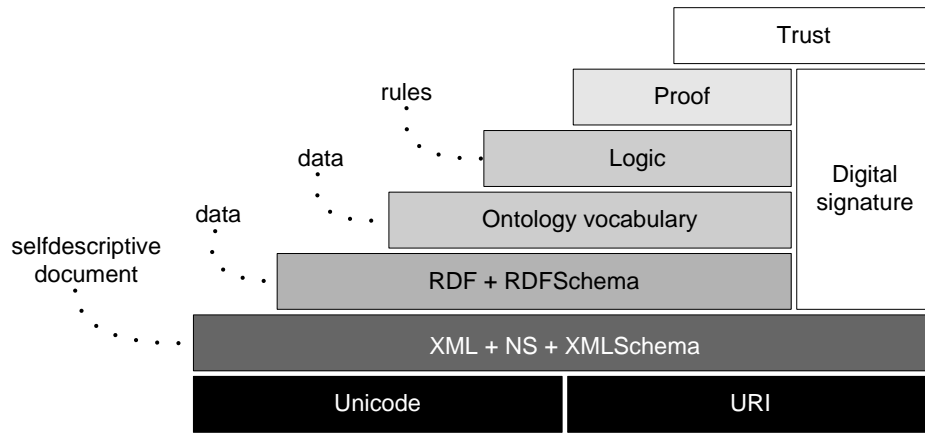 Trust
Proof
rules
Logic
data
Digital
signature
Ontology vocabulary
data
RDF + RDFSchema
selfdescriptive
document
XML + NS + XMLSchema
Unicode
URI